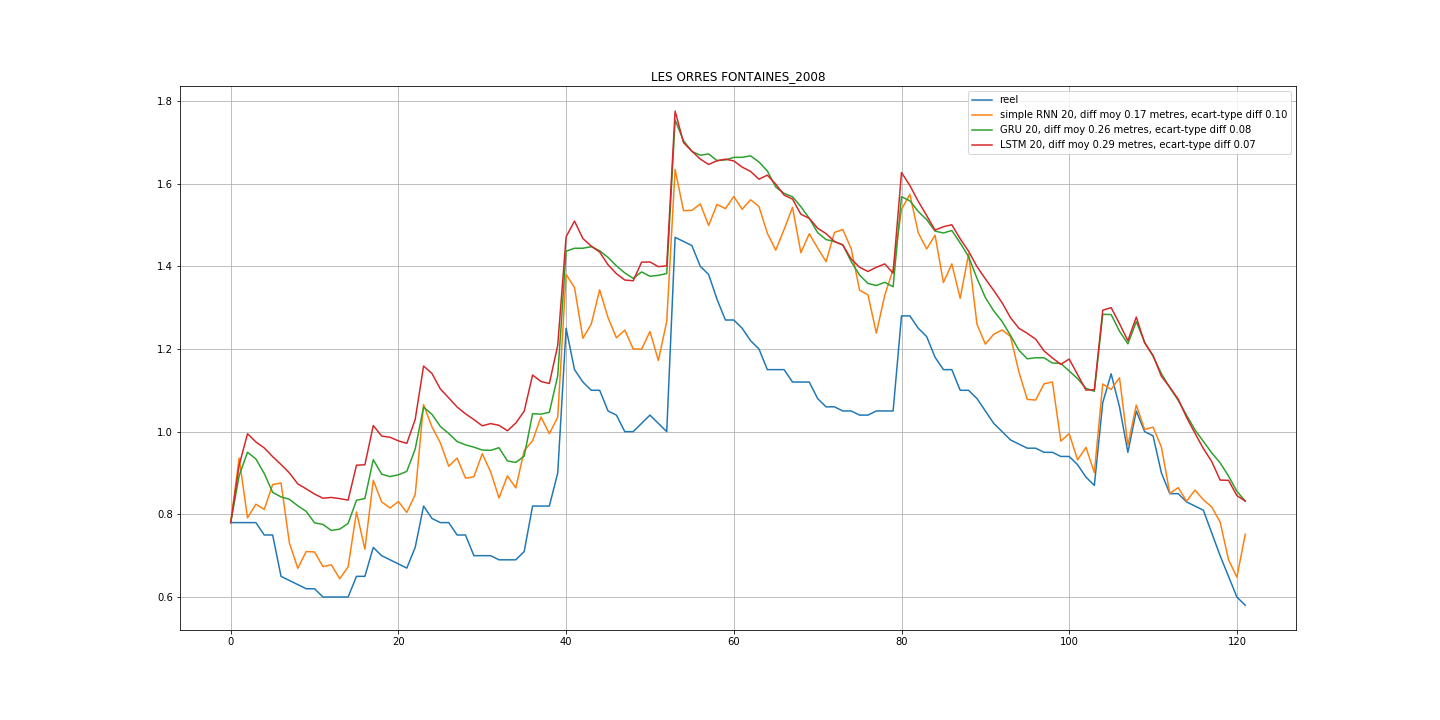 LES ORRES FONTAINES_2008
reel
simple RNN 20, diff moy 0.17 metres, ecart-type diff 0.10
GRU 20, diff moy 0.26 metres, ecart-type diff 0.08
LSTM 20, diff moy 0.29 metres, ecart-type diff 0.07
1.8
1.6
1.4
1.2
1.0
0.8
0.6
0 20 40 60 80 100 120